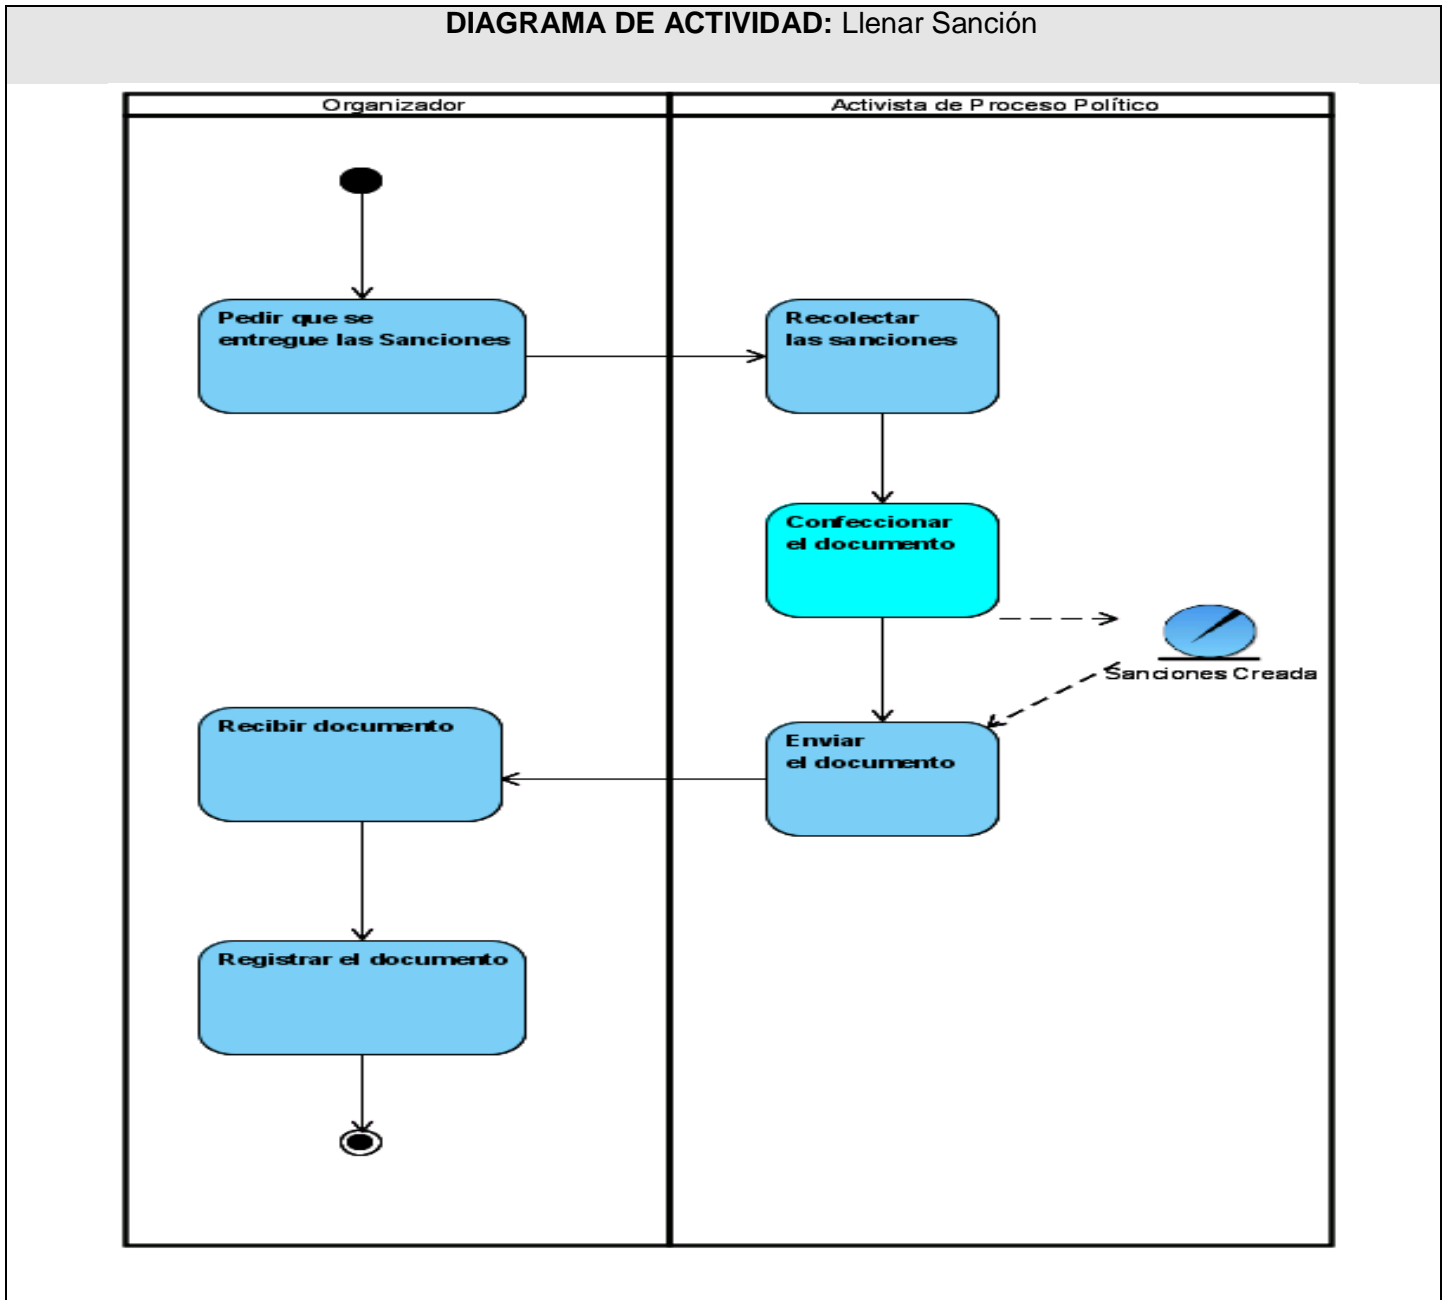 DIAGRAMA DE ACTIVIDAD: Llenar Sanción
Organizador
Activista de Proceso Político
Pedir que se
entregue las Sanciones
Recolectar
las sanciones
Confeccionar
el documento
Sanciones Creada
Recibir documento
Enviar
el documento
Registrar el documento